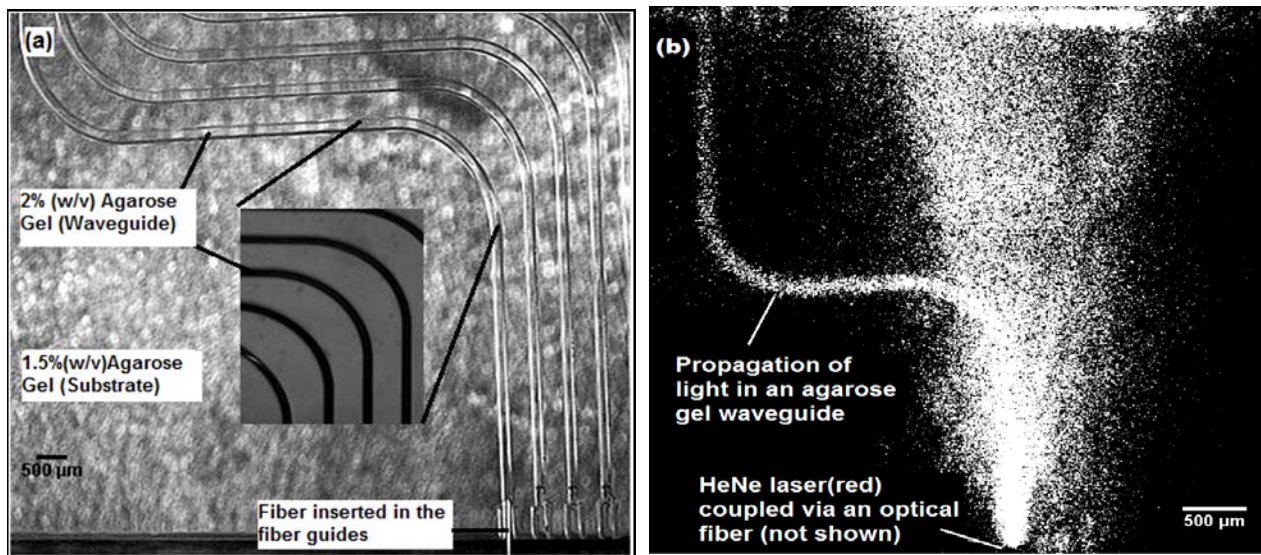 (a)
2% (w/v) Agarose
Gel (Waveguide)
1.5%(w/v)Agarose
Gel (Substrate)
500 µm
Fiber inserted in the
fiber guides
(b)
Propagation of
light in an agarose
gel waveguide
HeNe laser(red)
coupled via an optical
fiber (not shown)
500 µm